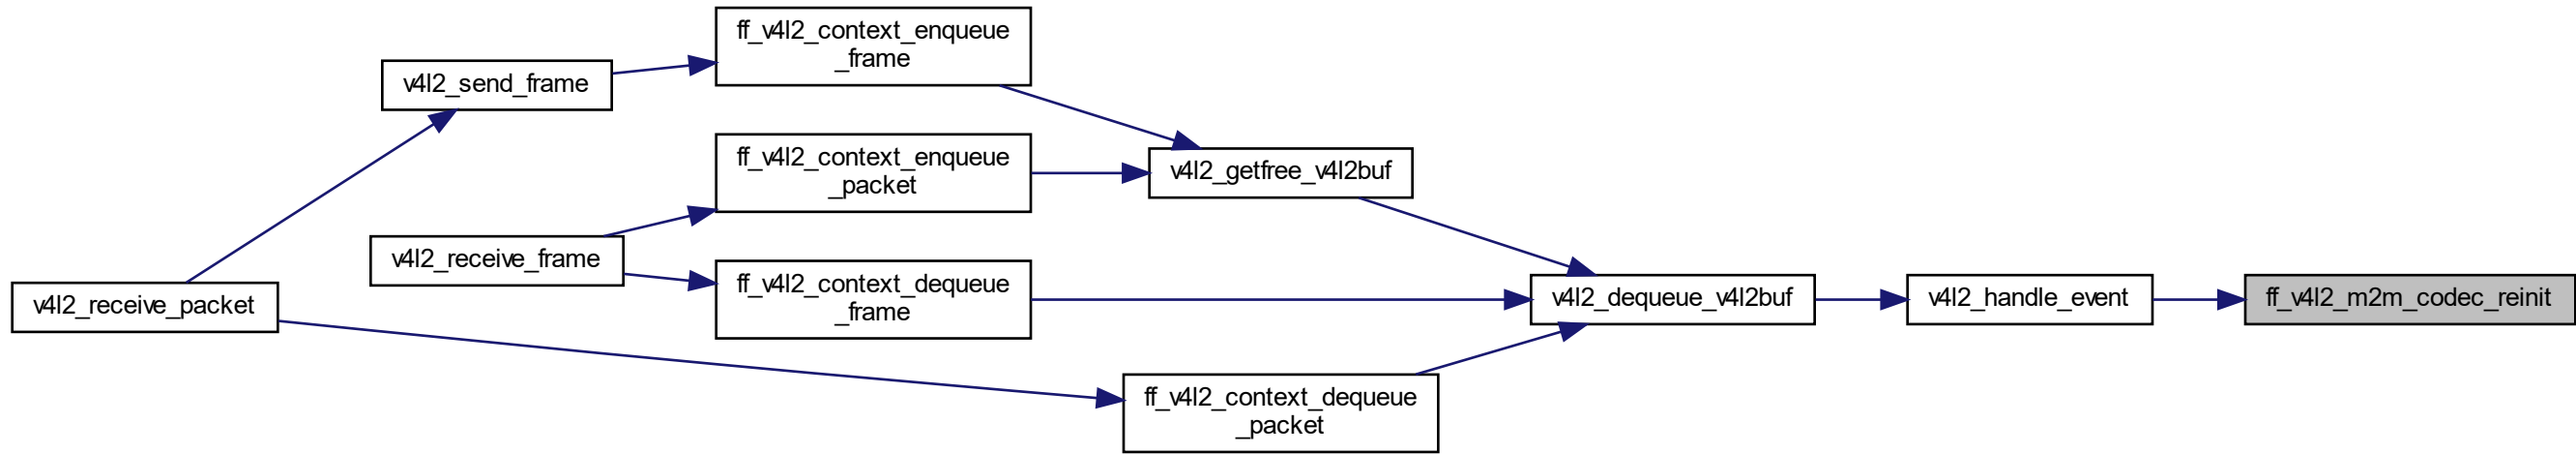 ff_v4l2_context_enqueue
_frame
v4l2_send_frame
ff_v4l2_context_enqueue
_packet
v4l2_getfree_v4l2buf
v4l2_receive_frame
ff_v4l2_context_dequeue
_frame
v4l2_receive_packet
v4l2_dequeue_v4l2buf
v4l2_handle_event
ff_v4l2_m2m_codec_reinit
ff_v4l2_context_dequeue
_packet